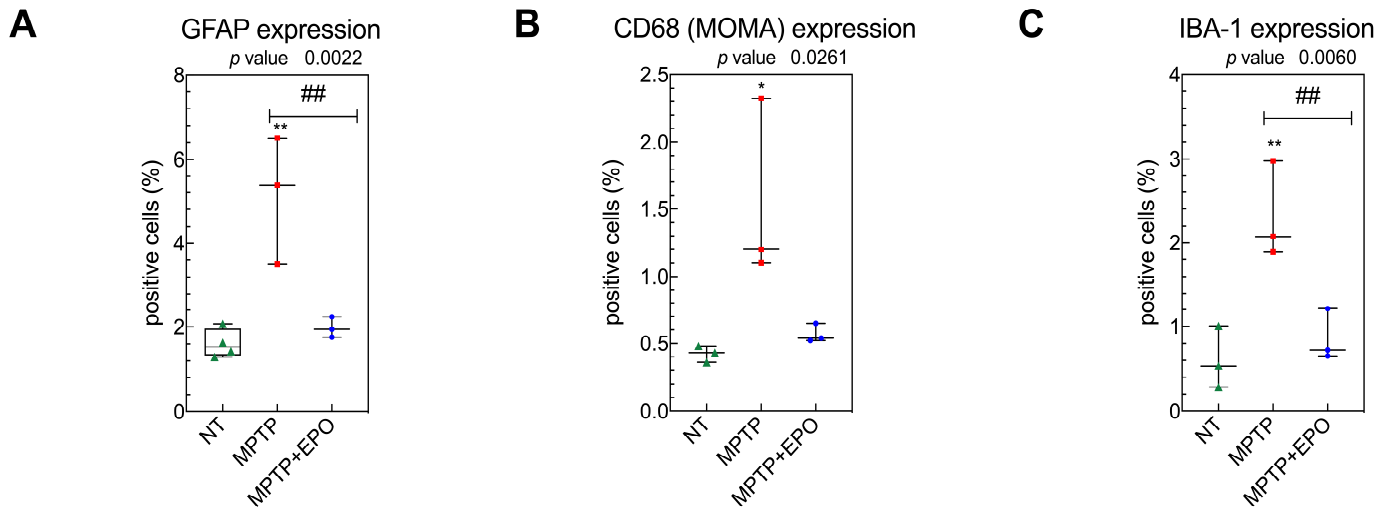 A
GFAP expression
p value 0.0022
##
**
positive cells (%)
8
6
4
2
0
NT
MPTP
MPTP+EPO
B
CD68 (MOMA) expression
p value 0.0261
*
positive cells (%)
2.5
2.0
1.5
1.0
0.5
0.0
NT
MPTP
MPTP+EPO
C
IBA-1 expression
p value 0.0060
##
**
positive cells (%)
4
3
2
1
0
NT
MPTP
MPTP+EPO